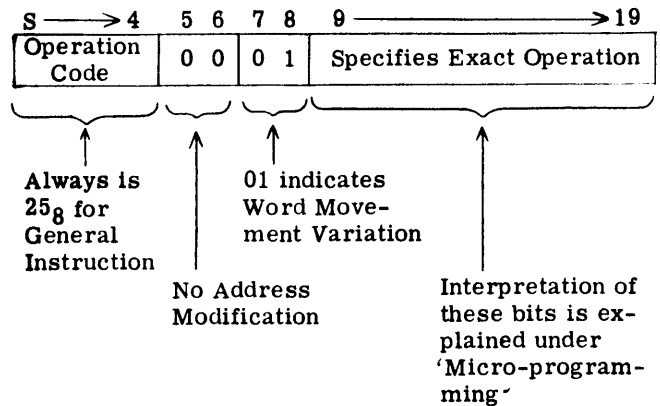 S → 4 5 6 7 8 9 → 19
Operation Code 0 0 0 1 Specifies Exact Operation
Always is
25₈ for
General
Instruction
No Address
Modification
01 indicates
Word Move-
ment Variation
Interpretation of
these bits is ex-
plained under
'Micro-program-
ming'